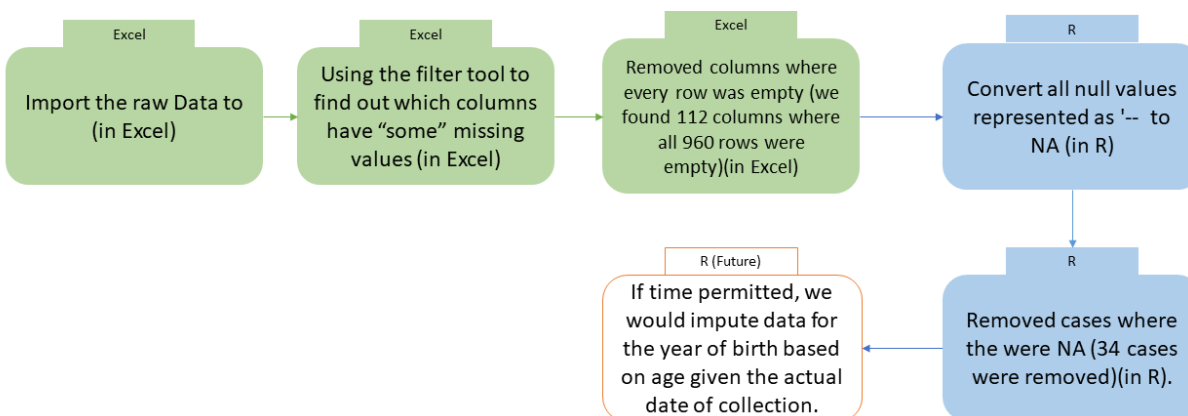 Excel
Import the raw Data to
(in Excel)
Excel
Using the filter tool to
find out which columns
have “some” missing
values (in Excel)
Excel
Removed columns where
every row was empty (we
found 112 columns where
all 960 rows were
empty)(in Excel)
R
Convert all null values
represented as '-- to
NA (in R)
R
Removed cases where
the were NA (34 cases
were removed)(in R).
R (Future)
If time permitted, we
would impute data for
the year of birth based
on age given the actual
date of collection.